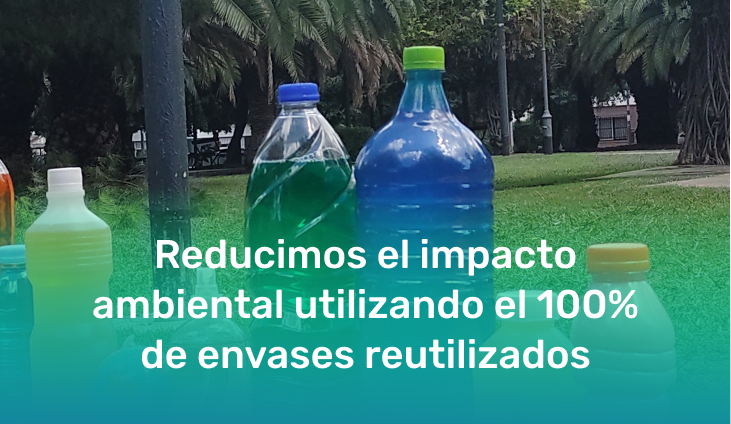 Reducimos el impacto
ambiental utilizando el 100%
de envases reutilizados